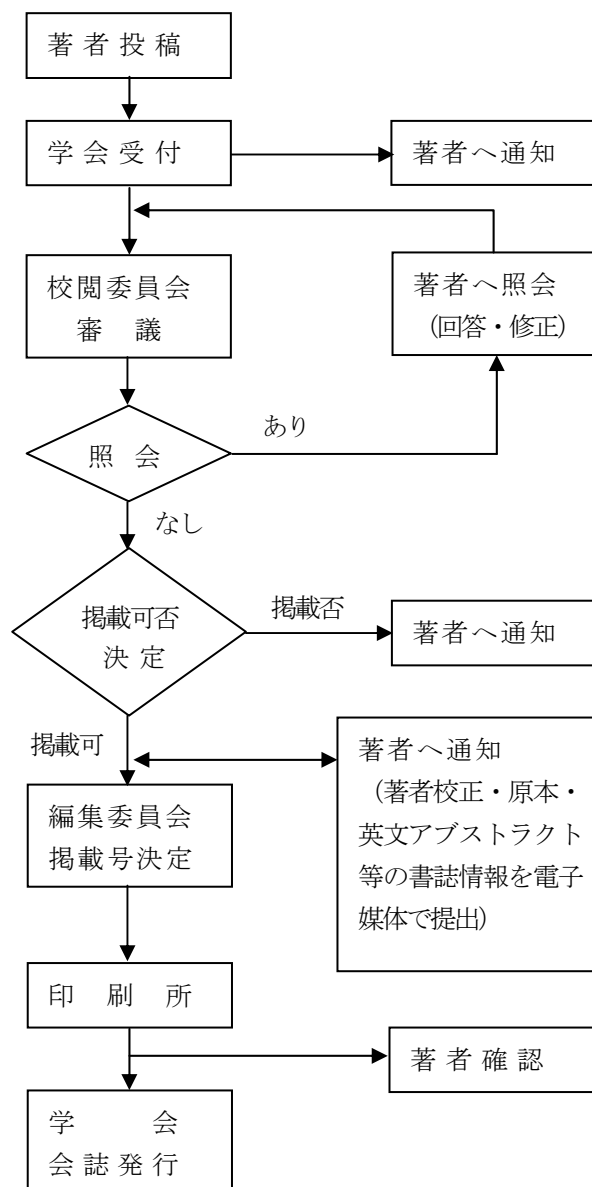 著者投稿
学会受付
著者へ通知
校閲委員会
審議
著者へ照会
（回答・修正）
照会
あり
なし
掲載可否
決定
掲載否
著者へ通知
掲載可
著者へ通知
（著者校正・原本・
英文アブストラクト
等の書誌情報を電子
媒体で提出）
編集委員会
掲載号決定
印刷所
著者確認
学会
会誌発行